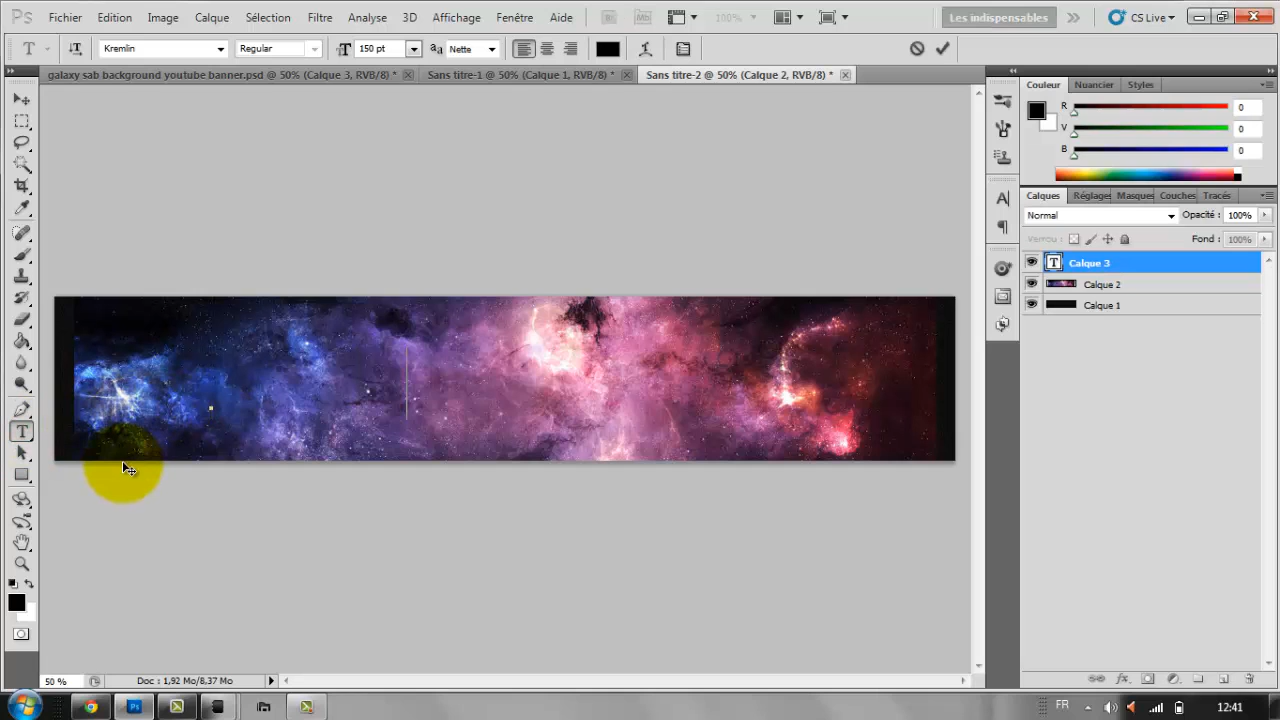 Ps Fichier Edition Image Calque Sélection Filtre Analyse 3D Affichage Fenêtre Aide Br Mb 100% Les indispensables CS Live
T Kremlin Regular 150 pt Nette
galaxy sab background youtube banner.psd @ 50% (Calque 3, RVB/8) * Sans titre-1 @ 50% (Calque 1, RVB/8) * Sans titre-2 @ 50% (Calque 2, RVB/8) *
Couleur Nuancier Styles
R 0
V 0
B 0
Calques Réglages Masques Couches Tracés
Normal Opacité : 100%
Verrou : Fond : 100%
T Calque 3
Calque 2
Calque 1
50 % Doc : 1,92 Mo/8,37 Mo
FR 12:41